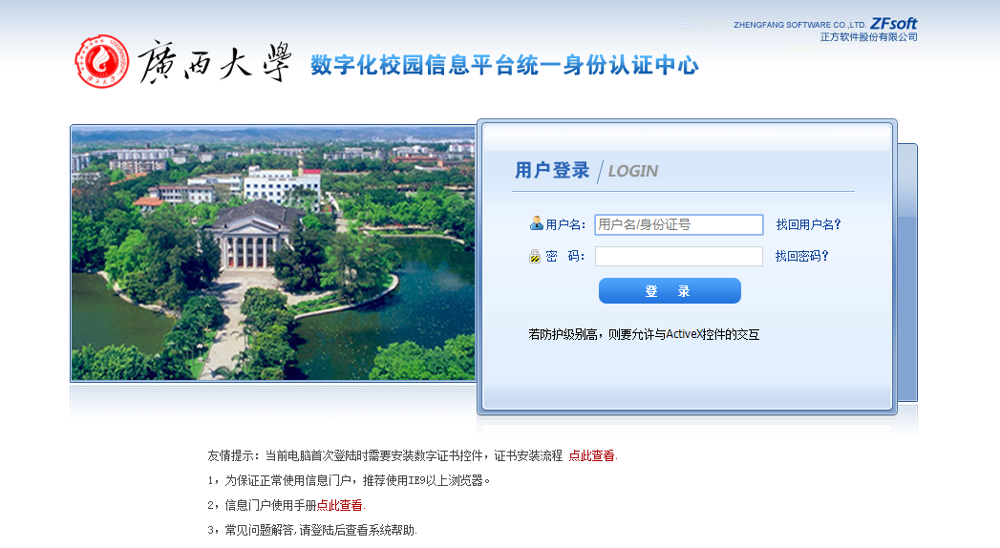 ZHENGFANG SOFTWARE CO.,LTD. ZFsoft
正方软件股份有限公司
廣西大學 数字化校园信息平台统一身份认证中心
用户登录 / LOGIN
用户名： 用户名/身份证号 找回用户名？
密 码： 找回密码？
登 录
若防护级别高，则要允许与ActiveX控件的交互
友情提示：当前电脑首次登陆时需要安装数字证书控件，证书安装流程 点此查看.
1，为保证正常使用信息门户，推荐使用IE9以上浏览器。
2，信息门户使用手册点此查看.
3，常见问题解答,请登陆后查看系统帮助.